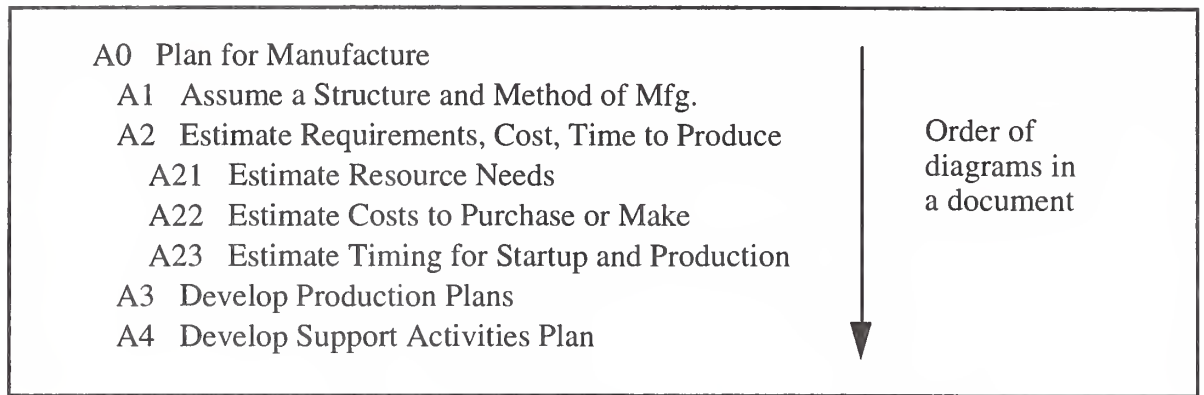 A0 Plan for Manufacture
A1 Assume a Structure and Method of Mfg.
A2 Estimate Requirements, Cost, Time to Produce
A21 Estimate Resource Needs
A22 Estimate Costs to Purchase or Make
A23 Estimate Timing for Startup and Production
A3 Develop Production Plans
A4 Develop Support Activities Plan
Order of
diagrams in
a document